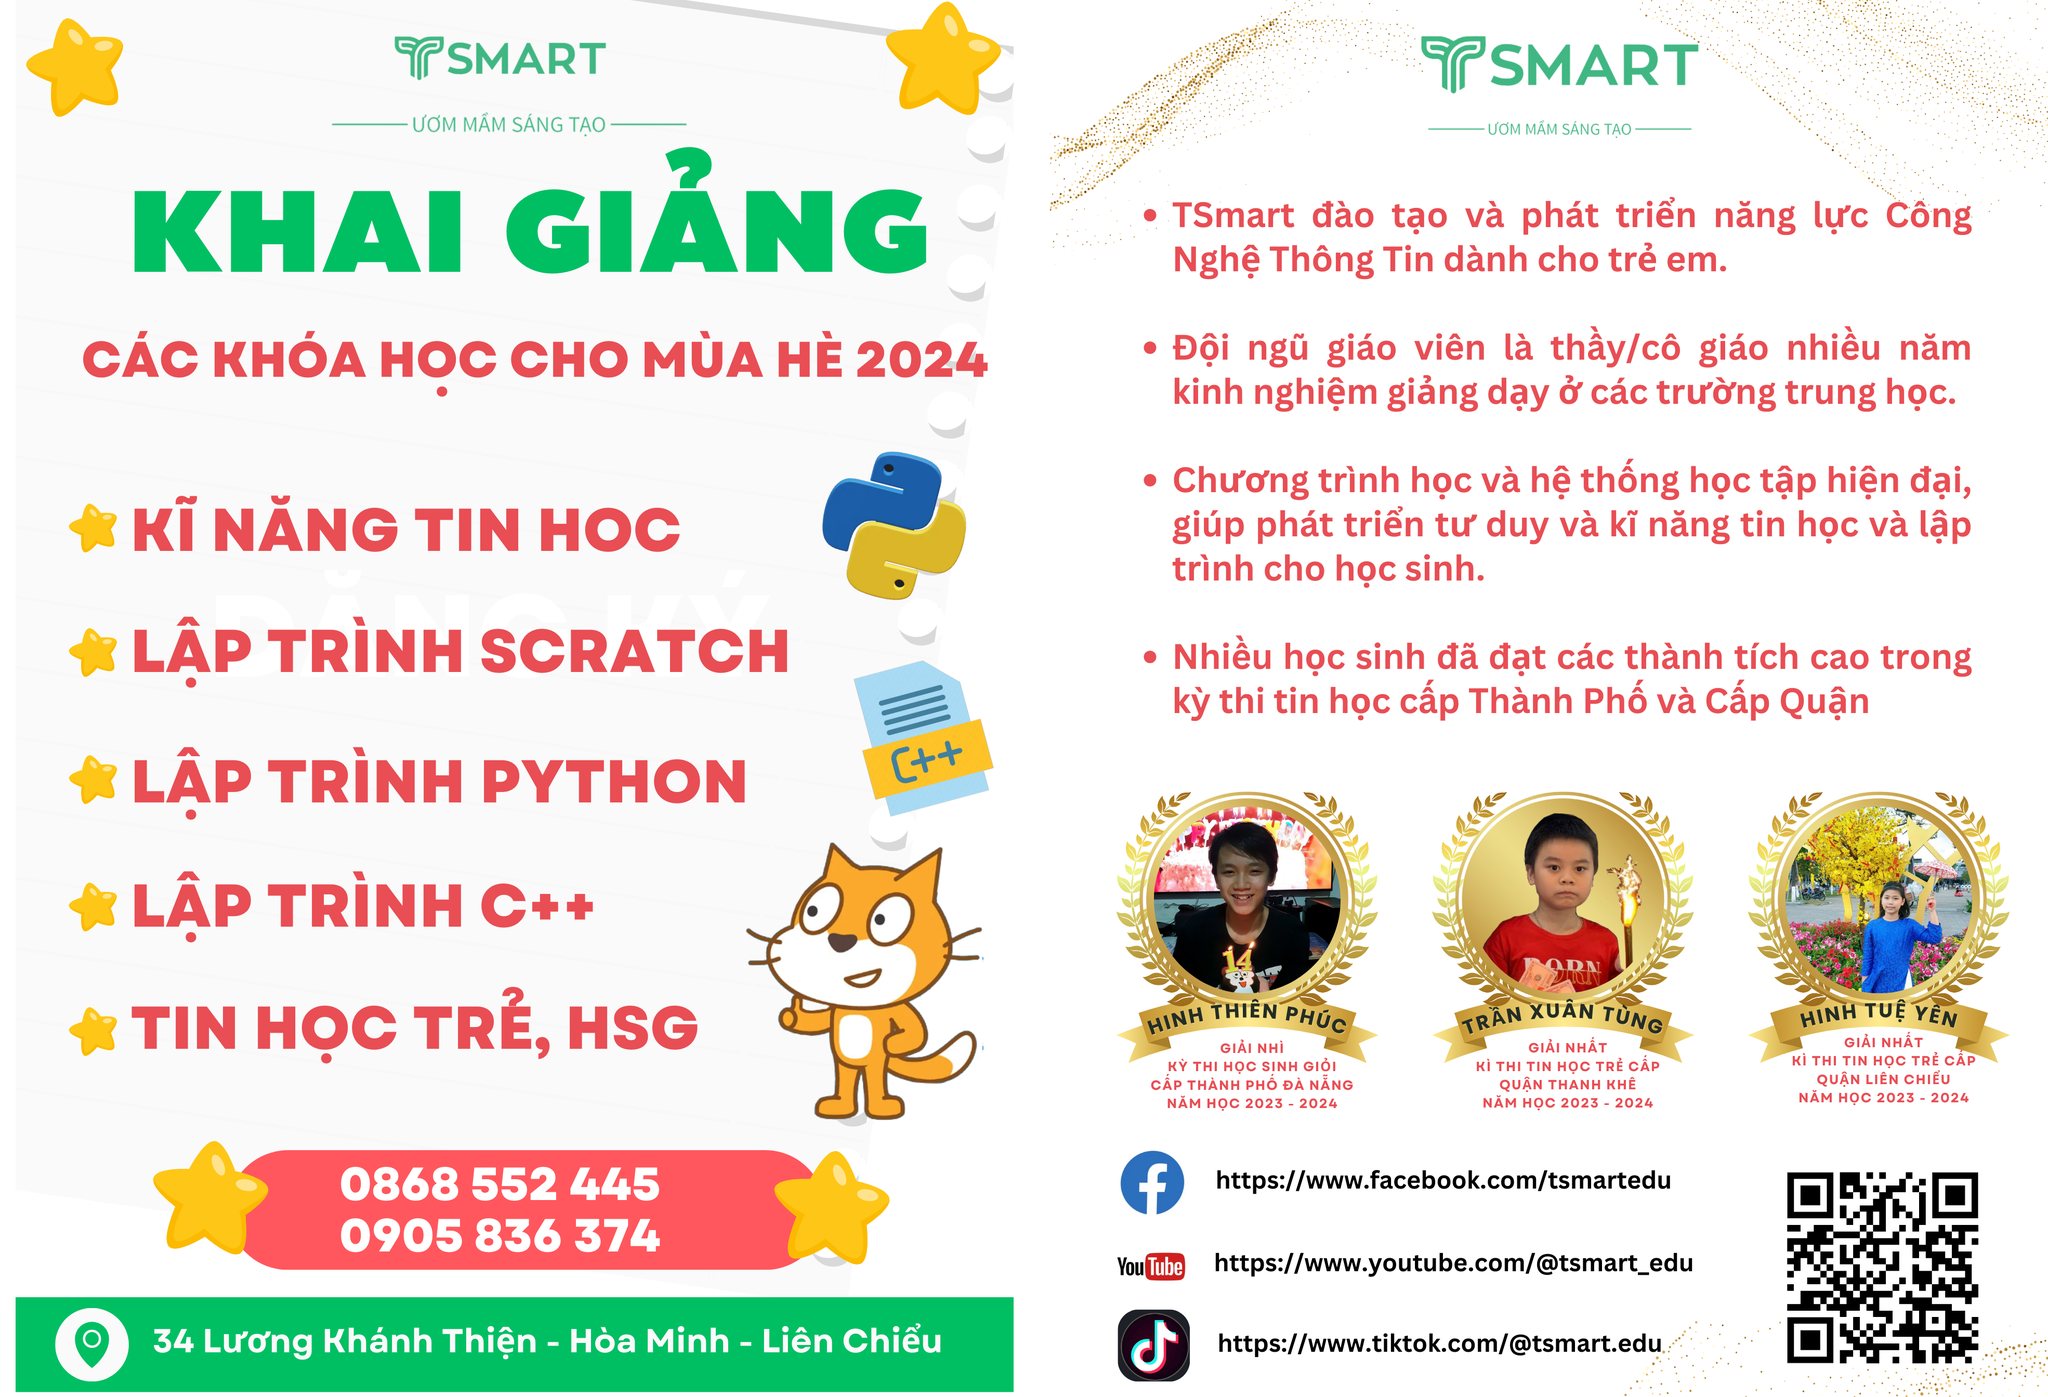 TSMART
ƯƠM MẦM SÁNG TẠO
KHAI GIẢNG
CÁC KHÓA HỌC CHO MÙA HÈ 2024
KĨ NĂNG TIN HOC
ĐĂNG KÝ
LẬP TRÌNH SCRATCH
LẬP TRÌNH PYTHON
C++
LẬP TRÌNH C++
TIN HỌC TRẺ, HSG
0868 552 445
0905 836 374
34 Lương Khánh Thiện - Hòa Minh - Liên Chiểu
TSMART
ƯƠM MẦM SÁNG TẠO
• TSmart đào tạo và phát triển năng lực Công
Nghệ Thông Tin dành cho trẻ em.
• Đội ngũ giáo viên là thầy/cô giáo nhiều năm
kinh nghiệm giảng dạy ở các trường trung học.
• Chương trình học và hệ thống học tập hiện đại,
giúp phát triển tư duy và kĩ năng tin học và lập
trình cho học sinh.
• Nhiều học sinh đã đạt các thành tích cao trong
kỳ thi tin học cấp Thành Phố và Cấp Quận
14
HINH THIÊN PHÚC
GIẢI NHÌ
KỲ THI HỌC SINH GIỎI
CẤP THÀNH PHỐ ĐÀ NẴNG
NĂM HỌC 2023 - 2024
BORN
TRẦN XUÂN TÙNG
GIẢI NHẤT
KÌ THI TIN HỌC TRẺ CẤP
QUẬN THANH KHÊ
NĂM HỌC 2023 - 2024
HINH TUỆ YÊN
GIẢI NHẤT
KÌ THI TIN HỌC TRẺ CẤP
QUẬN LIÊN CHIỂU
NĂM HỌC 2023 - 2024
https://www.facebook.com/tsmartedu
YouTube
https://www.youtube.com/@tsmart_edu
https://www.tiktok.com/@tsmart.edu